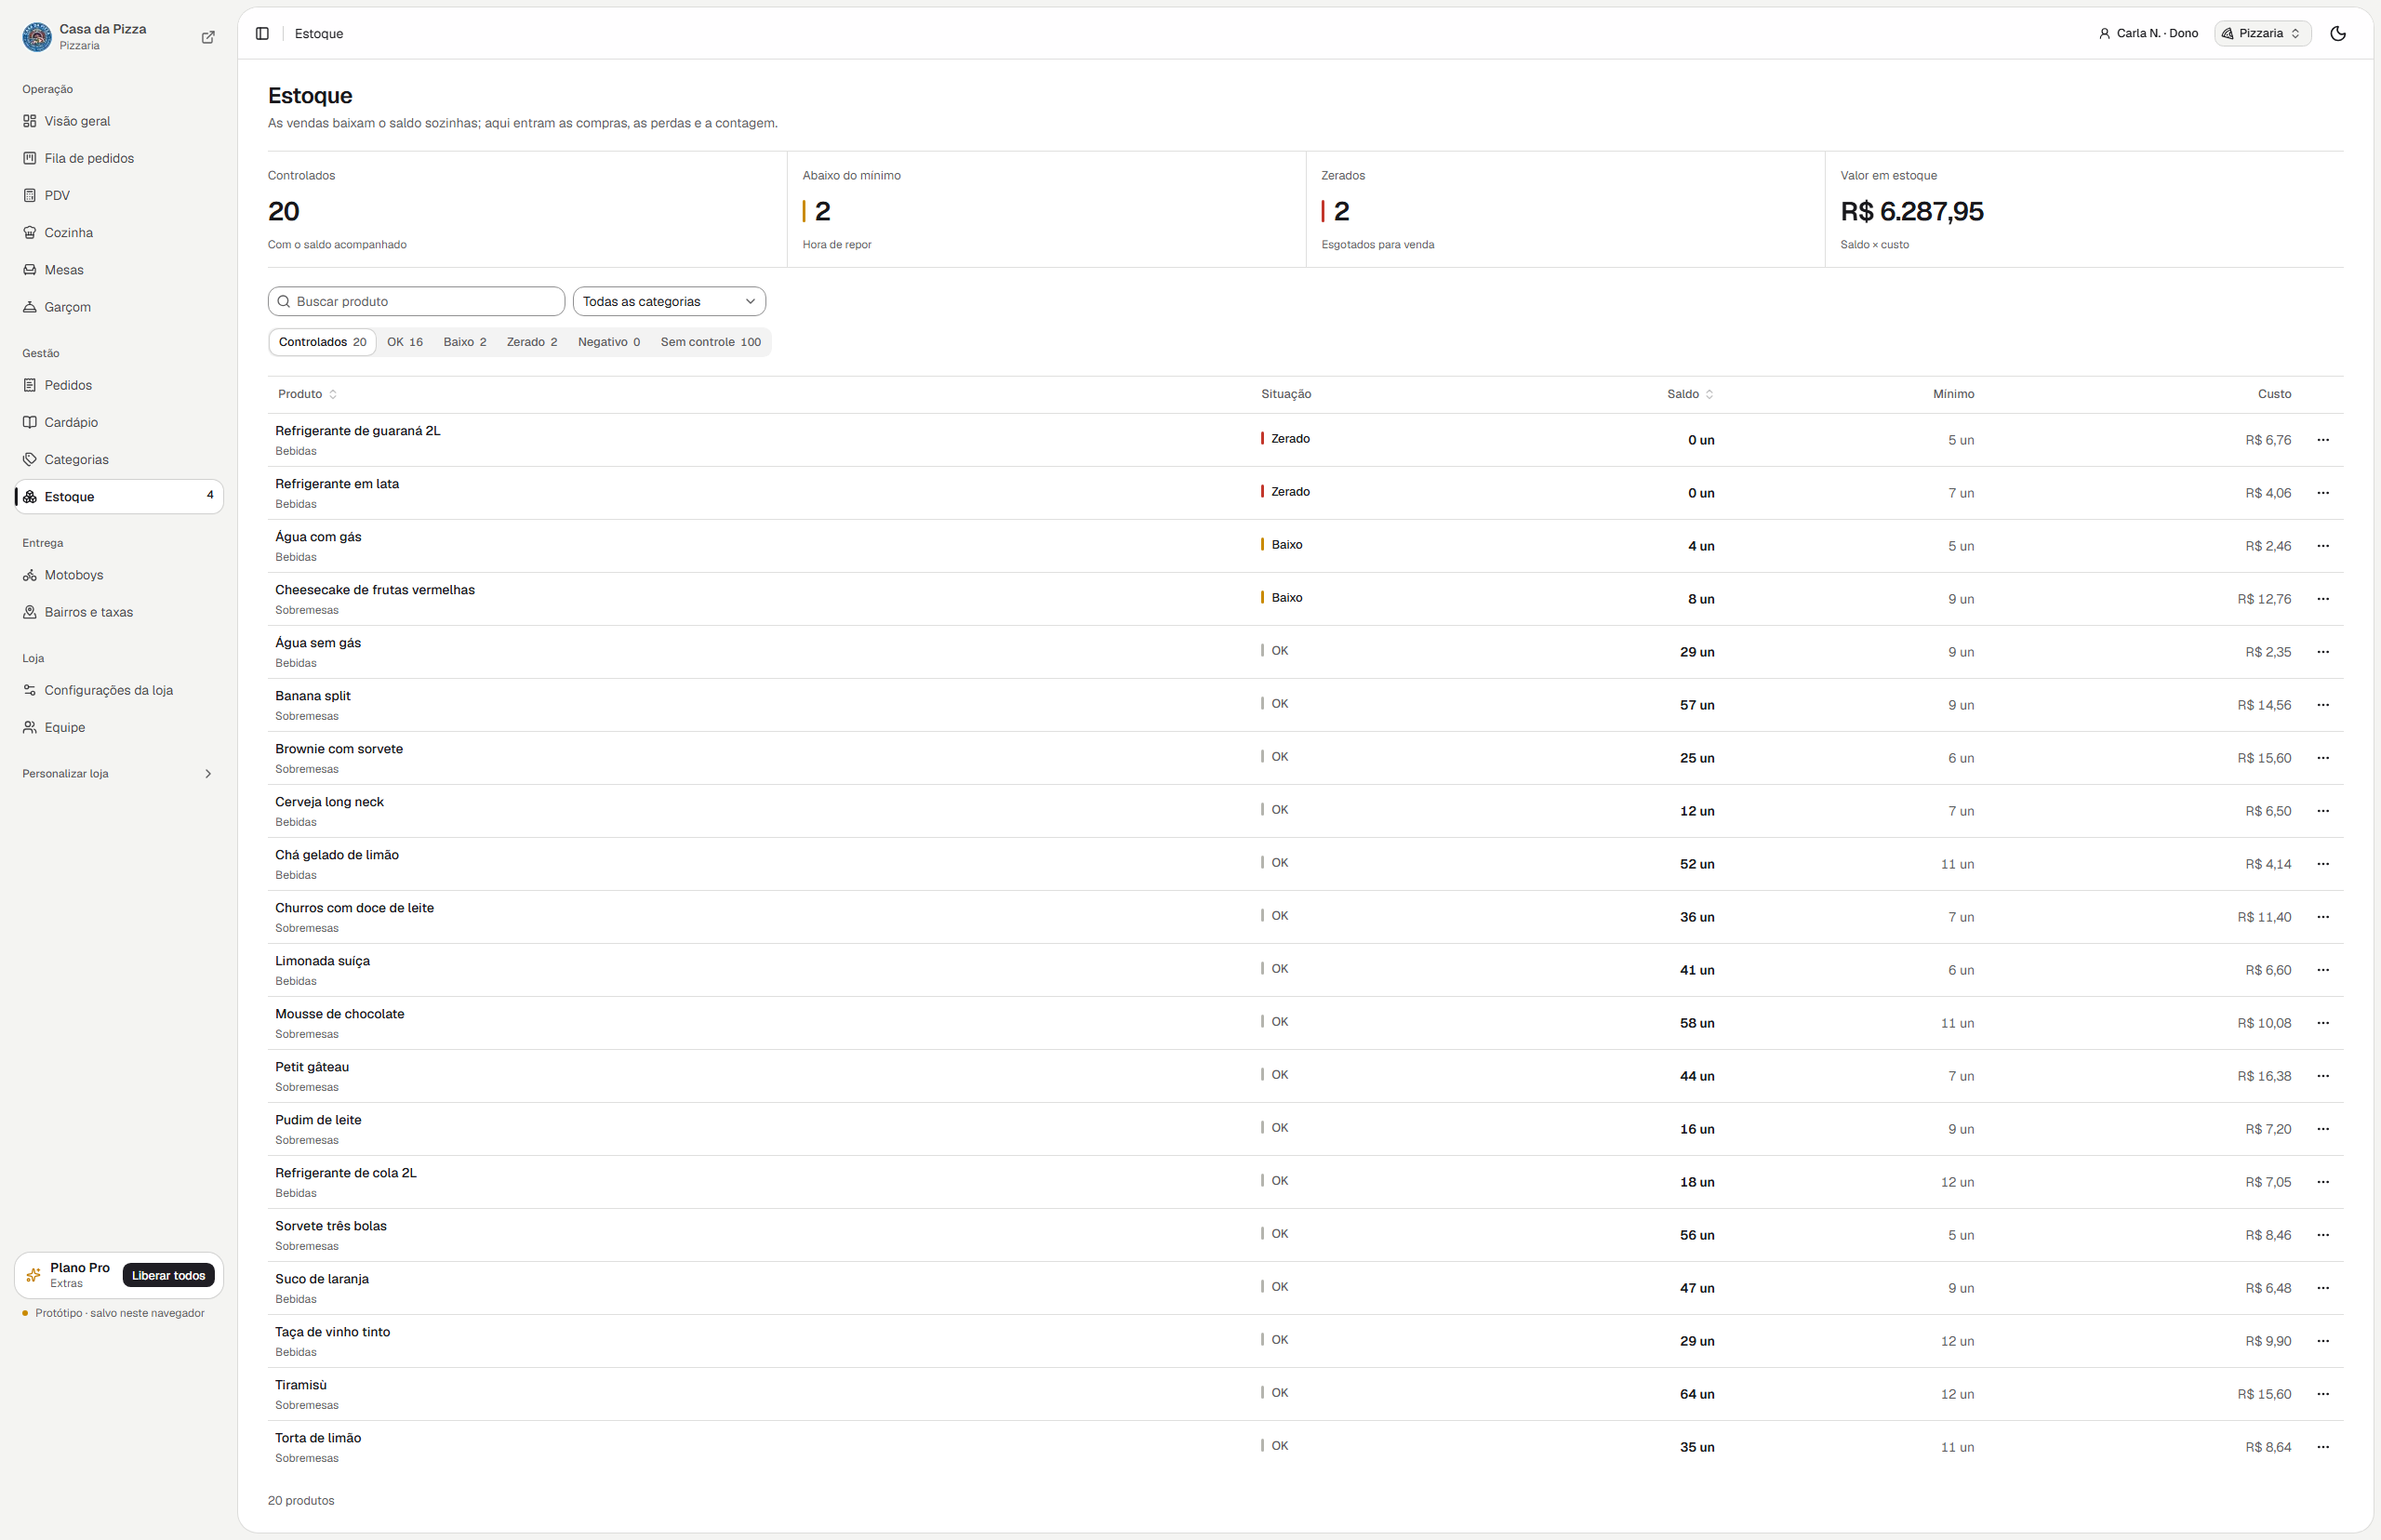 Casa da Pizza
Pizzaria
Operação
Visão geral
Fila de pedidos
PDV
Cozinha
Mesas
Garçom
Gestão
Pedidos
Cardápio
Categorias
Estoque 4
Entrega
Motoboys
Bairros e taxas
Loja
Configurações da loja
Equipe
Personalizar loja
Plano Pro
Extras
Liberar todos
Protótipo · salvo neste navegador
Estoque
Carla N. · Dono
Pizzaria
Estoque
As vendas baixam o saldo sozinhas; aqui entram as compras, as perdas e a contagem.
Controlados
20
Com o saldo acompanhado
Abaixo do mínimo
2
Hora de repor
Zerados
2
Esgotados para venda
Valor em estoque
R$ 6.287,95
Saldo × custo
Buscar produto
Todas as categorias
Controlados 20 OK 16 Baixo 2 Zerado 2 Negativo 0 Sem controle 100
Produto Situação Saldo Mínimo Custo
Refrigerante de guaraná 2L Zerado 0 un 5 un R$ 6,76
Bebidas
Refrigerante em lata Zerado 0 un 7 un R$ 4,06
Bebidas
Água com gás Baixo 4 un 5 un R$ 2,46
Bebidas
Cheesecake de frutas vermelhas Baixo 8 un 9 un R$ 12,76
Sobremesas
Água sem gás OK 29 un 9 un R$ 2,35
Bebidas
Banana split OK 57 un 9 un R$ 14,56
Sobremesas
Brownie com sorvete OK 25 un 6 un R$ 15,60
Sobremesas
Cerveja long neck OK 12 un 7 un R$ 6,50
Bebidas
Chá gelado de limão OK 52 un 11 un R$ 4,14
Bebidas
Churros com doce de leite OK 36 un 7 un R$ 11,40
Sobremesas
Limonada suíça OK 41 un 6 un R$ 6,60
Bebidas
Mousse de chocolate OK 58 un 11 un R$ 10,08
Sobremesas
Petit gâteau OK 44 un 7 un R$ 16,38
Sobremesas
Pudim de leite OK 16 un 9 un R$ 7,20
Sobremesas
Refrigerante de cola 2L OK 18 un 12 un R$ 7,05
Bebidas
Sorvete três bolas OK 56 un 5 un R$ 8,46
Sobremesas
Suco de laranja OK 47 un 9 un R$ 6,48
Bebidas
Taça de vinho tinto OK 29 un 12 un R$ 9,90
Bebidas
Tiramisù OK 64 un 12 un R$ 15,60
Sobremesas
Torta de limão OK 35 un 11 un R$ 8,64
Sobremesas
20 produtos